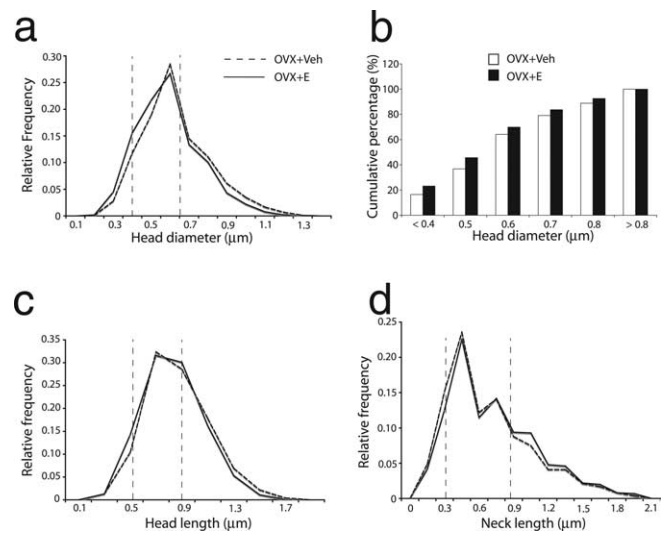 a
OVX+Veh
OVX+E
Relative Frequency
0.30
0.25
0.20
0.15
0.10
0.05
0.00
0.1 0.3 0.5 0.7 0.9 1.1 1.3
Head diameter (μm)
b
OVX+Veh
OVX+E
Cumulative percentage (%)
120
100
80
60
40
20
0
< 0.4 0.5 0.6 0.7 0.8 > 0.8
Head diameter (μm)
c
Relative frequency
0.35
0.30
0.25
0.20
0.15
0.10
0.05
0.00
0.1 0.5 0.9 1.3 1.7
Head length (μm)
d
Relative frequency
0.25
0.20
0.15
0.10
0.05
0.00
0 0.3 0.6 0.9 1.2 1.5 1.8 2.1
Neck length (μm)